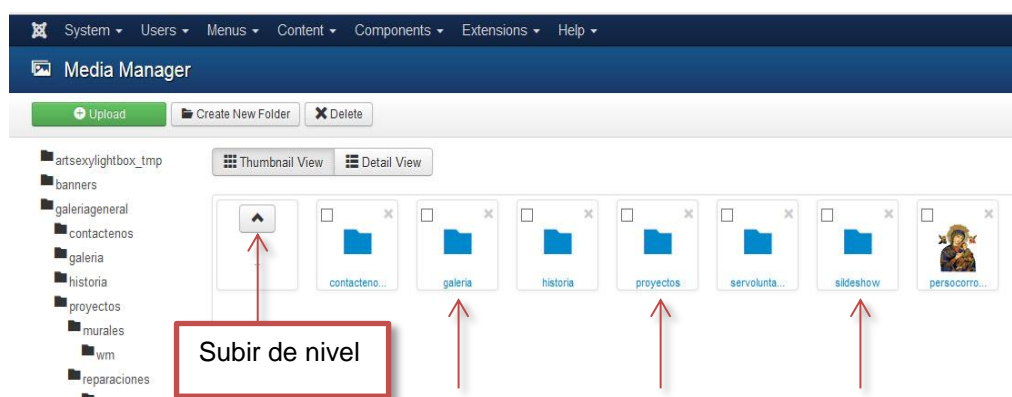 System Users Menus Content Components Extensions Help
Media Manager
Upload Create New Folder Delete
artsexylightbox_tmp
banners
galeriageneral
contactenos
galeria
historia
proyectos
murales
wm
reparaciones
Thumbnail View Detail View
contacteno... galeria historia proyectos servolunta... sildeshow persocorro...
Subir de nivel